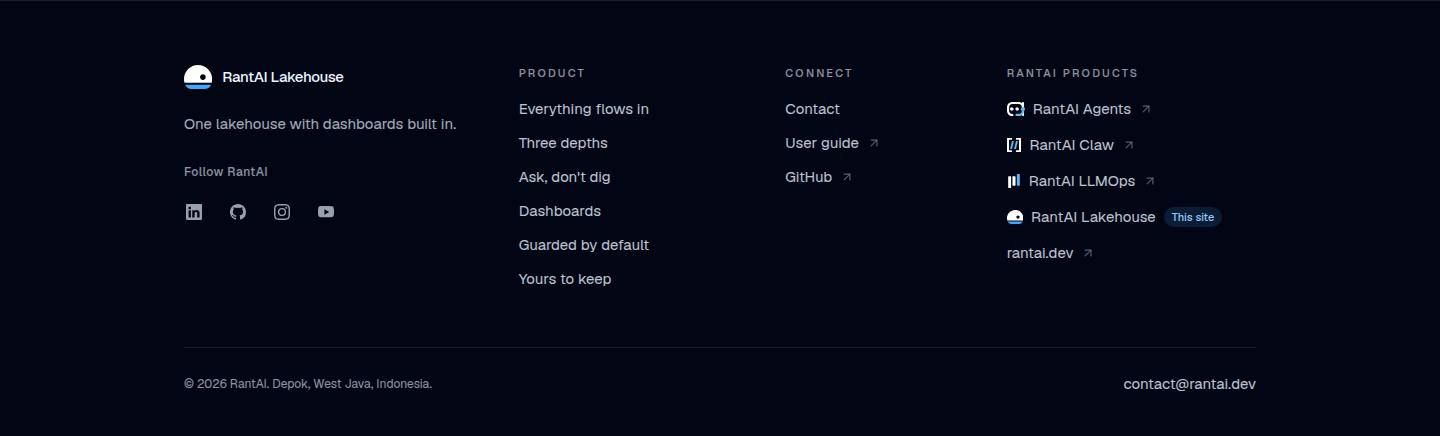 RantAI Lakehouse
One lakehouse with dashboards built in.
Follow RantAI
PRODUCT
Everything flows in
Three depths
Ask, don't dig
Dashboards
Guarded by default
Yours to keep
CONNECT
Contact
User guide
GitHub
RANTAI PRODUCTS
RantAI Agents
RantAI Claw
RantAI LLMOps
RantAI Lakehouse This site
rantai.dev
© 2026 RantAI. Depok, West Java, Indonesia.
contact@rantai.dev